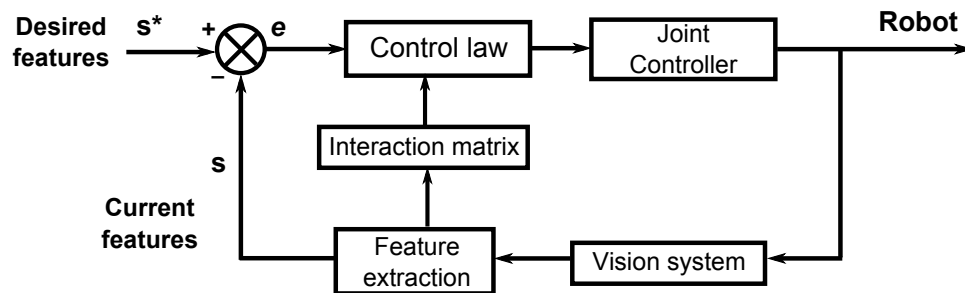 Desired
features
s*
+
−
e
Control law
Joint
Controller
Robot
Interaction matrix
s
Current
features
Feature
extraction
Vision system